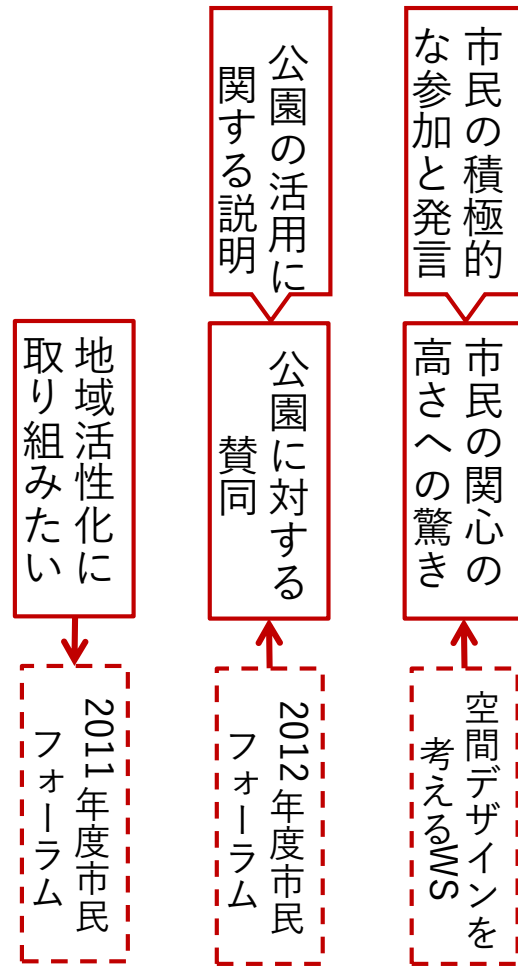 市民の積極的
な参加と発言
公園の活用に
関する説明
市民の関心の
高さへの驚き
公園に対する
賛同
地域活性化に
取り組みたい
空間デザインを
考えるWS
2012年度市民
フォーラム
2011年度市民
フォーラム